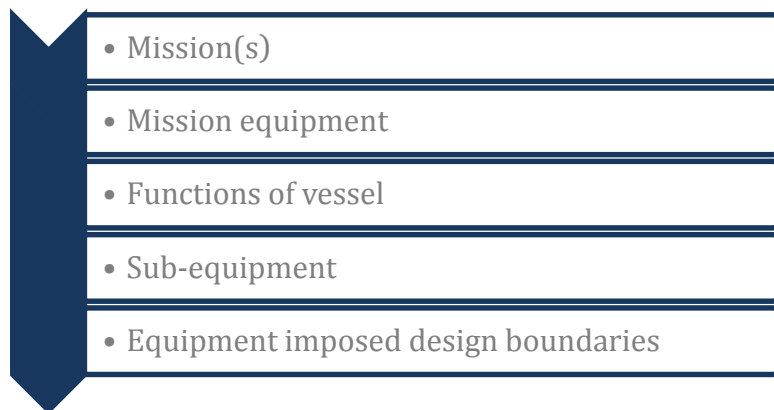 • Mission(s)
• Mission equipment
• Functions of vessel
• Sub-equipment
• Equipment imposed design boundaries